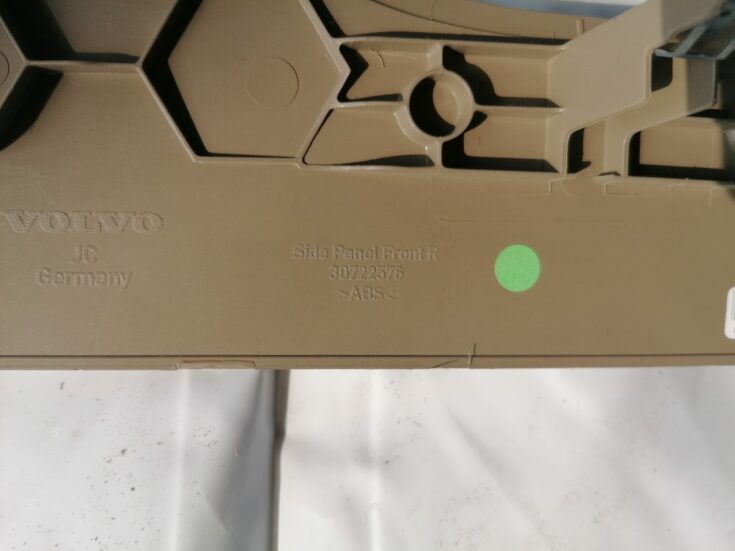 VOLVO
JC
Germany
Side Panel Front R
30722576
>ABS<